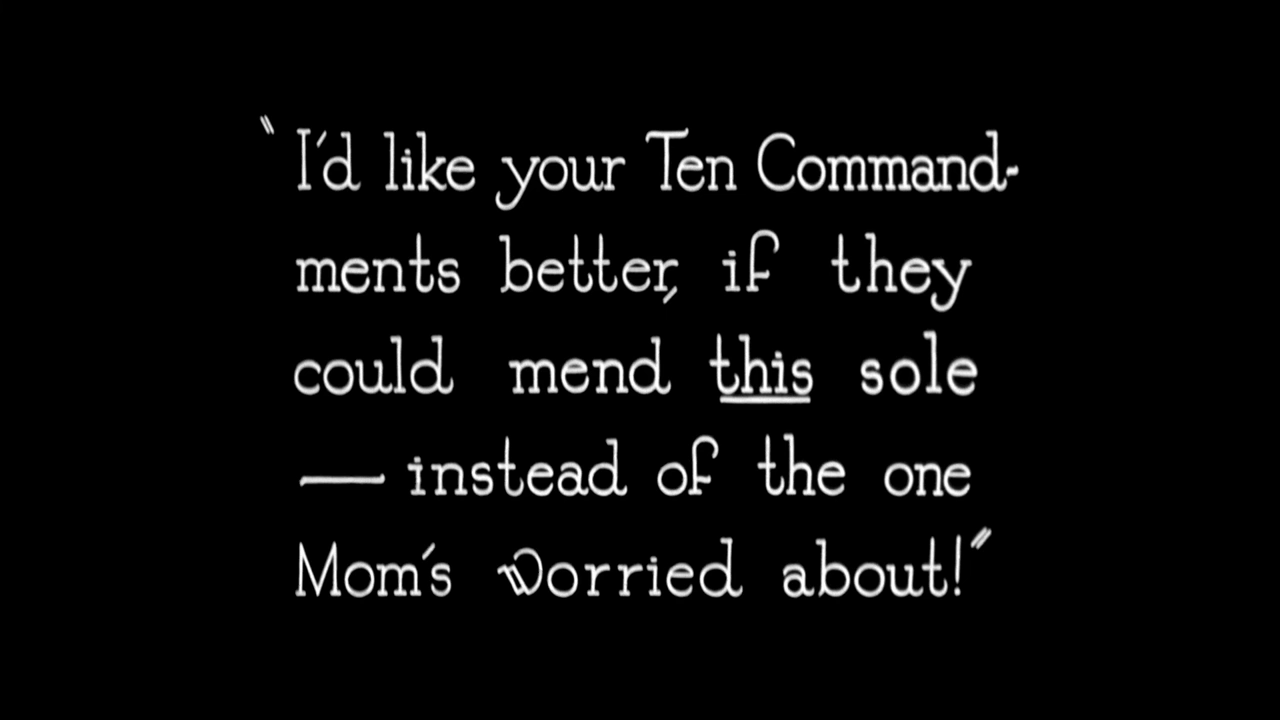 "I'd like your Ten Command-
ments better, if they
could mend this sole
— instead of the one
Mom's worried about!"